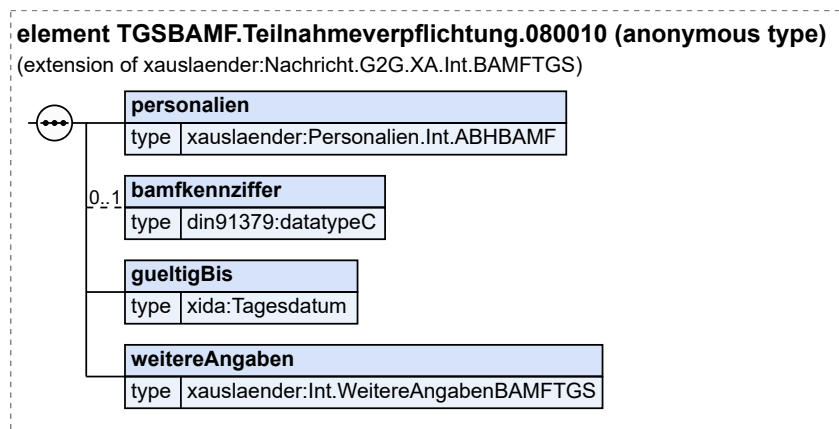 element TGSBAMF.Teilnahmeverpflichtung.080010 (anonymous type)
(extension of xauslaender:Nachricht.G2G.XA.Int.BAMFTGS)
personalien
type xauslaender:Personalien.Int.ABHBAMF
0..1 bamfkennziffer
type din91379:datatypeC
gueltigBis
type xida:Tagesdatum
weitereAngaben
type xauslaender:Int.WeitereAngabenBAMFTGS